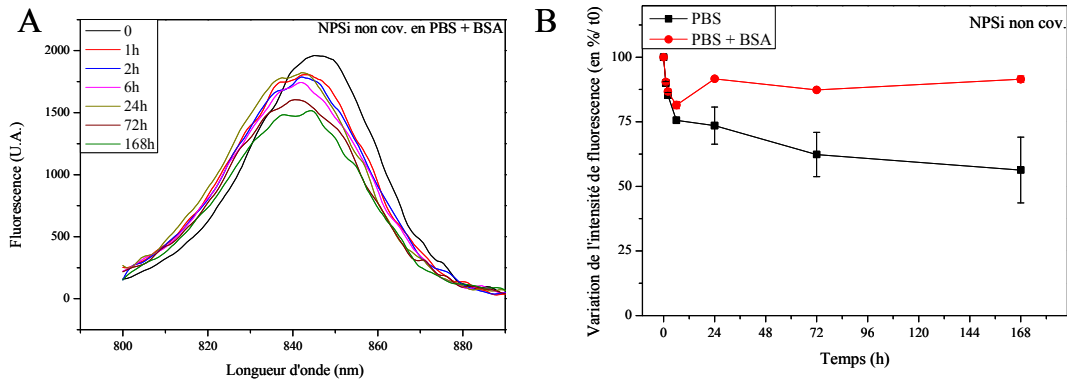 A
NPSi non cov. en PBS + BSA
0
1h
2h
6h
24h
72h
168h
Fluorescence (U.A.)
2000
1500
1000
500
0
800
820
840
860
880
Longueur d'onde (nm)
B
PBS
PBS + BSA
NPSi non cov.
Variation de l'intensité de fluorescence (en %/ t0)
100
75
50
25
0
0
24
48
72
96
120
144
168
Temps (h)